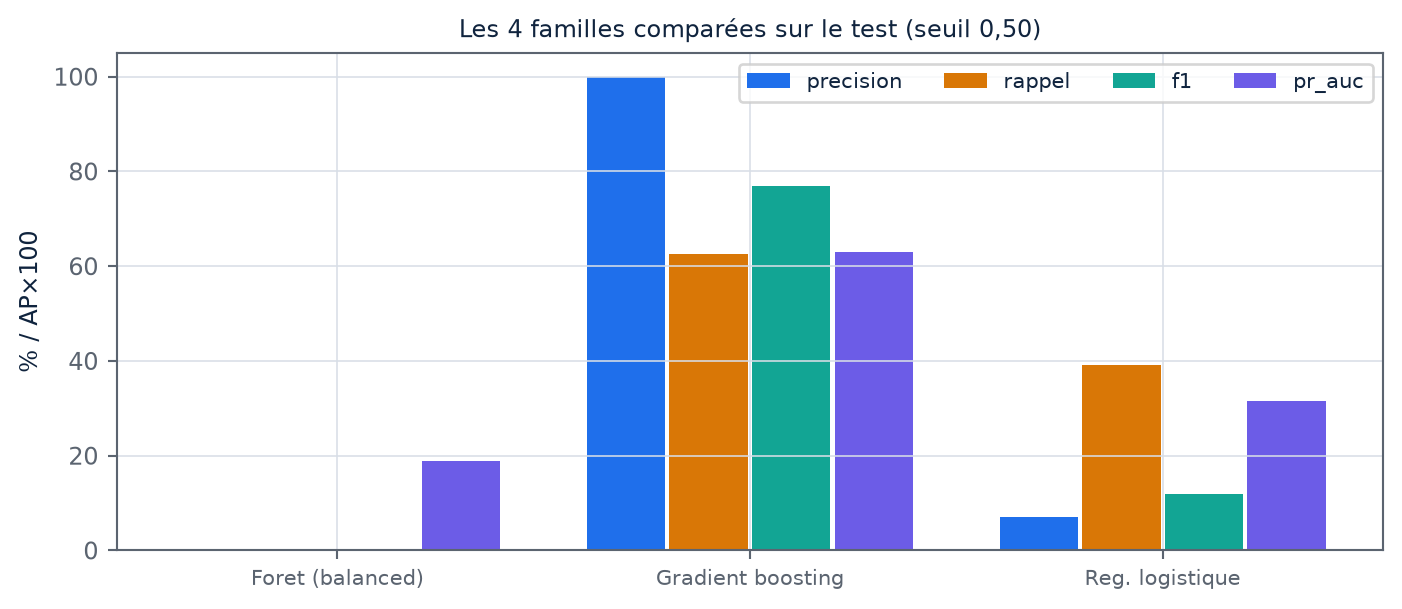 Les 4 familles comparées sur le test (seuil 0,50)
precision rappel f1 pr_auc
% / AP×100
100
80
60
40
20
0
Foret (balanced) Gradient boosting Reg. logistique